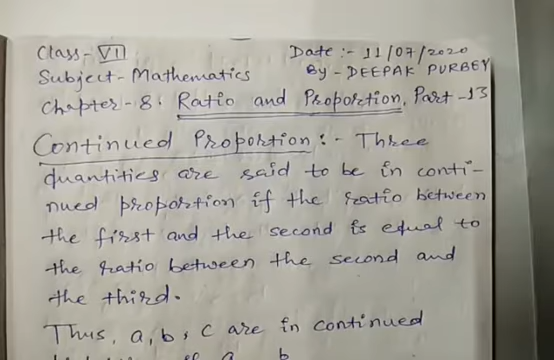 Class-VII
Date:- 11/07/2020
Subject-Mathematics
By-DEEPAK PURBEY
Chapter-8. Ratio and Proportion, Part-13
Continued Proportion:- Three
quantities are said to be in conti-
nued proportion if the ratio between
the first and the second is equal to
the ratio between the second and
the third.
Thus, a, b, c are in continued
a b